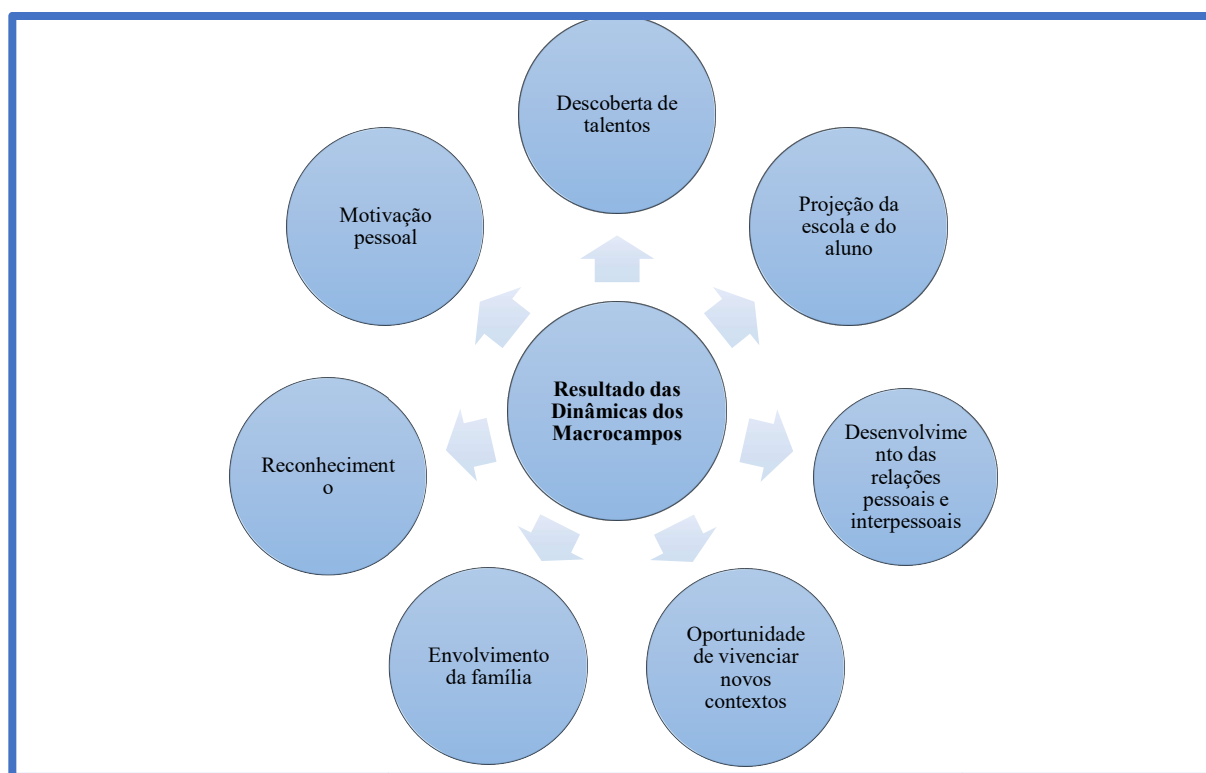 Descoberta de
talentos
Projeção da
escola e do
aluno
Desenvolvime
nto das
relações
pessoais e
interpessoais
Oportunidade
de vivenciar
novos
contextos
Envolvimento
da família
Reconheciment
o
Motivação
pessoal
Resultado das
Dinâmicas dos
Macrocampos